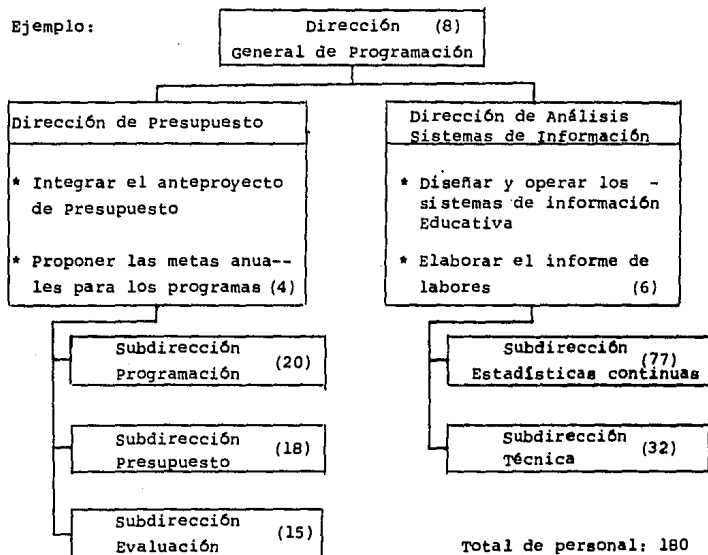 Ejemplo:
Dirección (8)
General de Programación
Dirección de Presupuesto
* Integrar el anteproyecto
de Presupuesto
* Proponer las metas anua--
les para los programas (4)
Subdirección
Programación (20)
Subdirección
Presupuesto (18)
Subdirección
Evaluación (15)
Dirección de Análisis
Sistemas de Información
* Diseñar y operar los -
sistemas de información
Educativa
* Elaborar el informe de
labores (6)
Subdirección (77)
Estadísticas continuas
Subdirección (32)
Técnica
Total de personal: 180